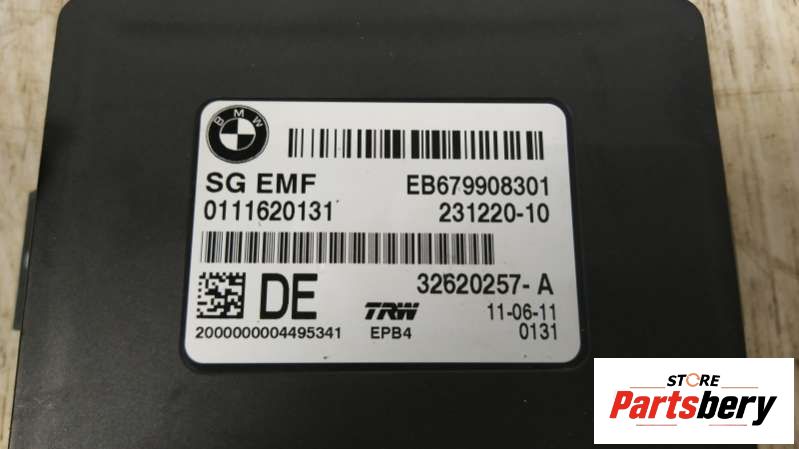 BMW
SG EMF EB679908301
0111620131 231220-10
32620257-A
DE TRW 11-06-11
2000000004495341 EPB4 0131
STORE
Partsbery